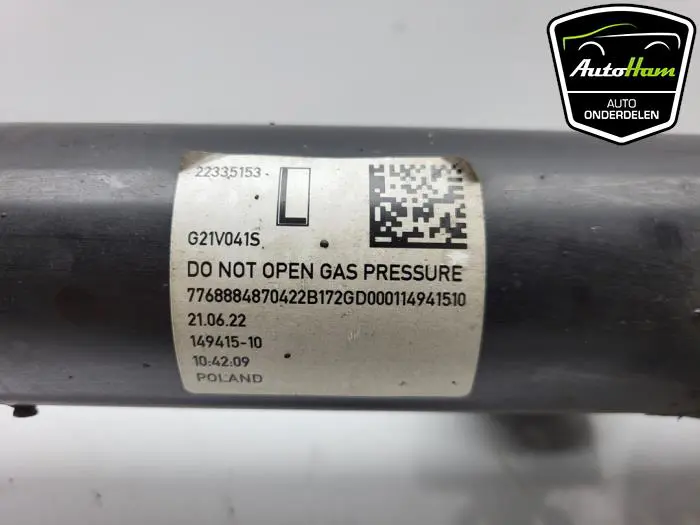 AutoHam
AUTO
ONDERDELEN
22335153
L
G21V041S
DO NOT OPEN GAS PRESSURE
7768884870422B172GD000114941510
21.06.22
149415-10
10:42:09
POLAND